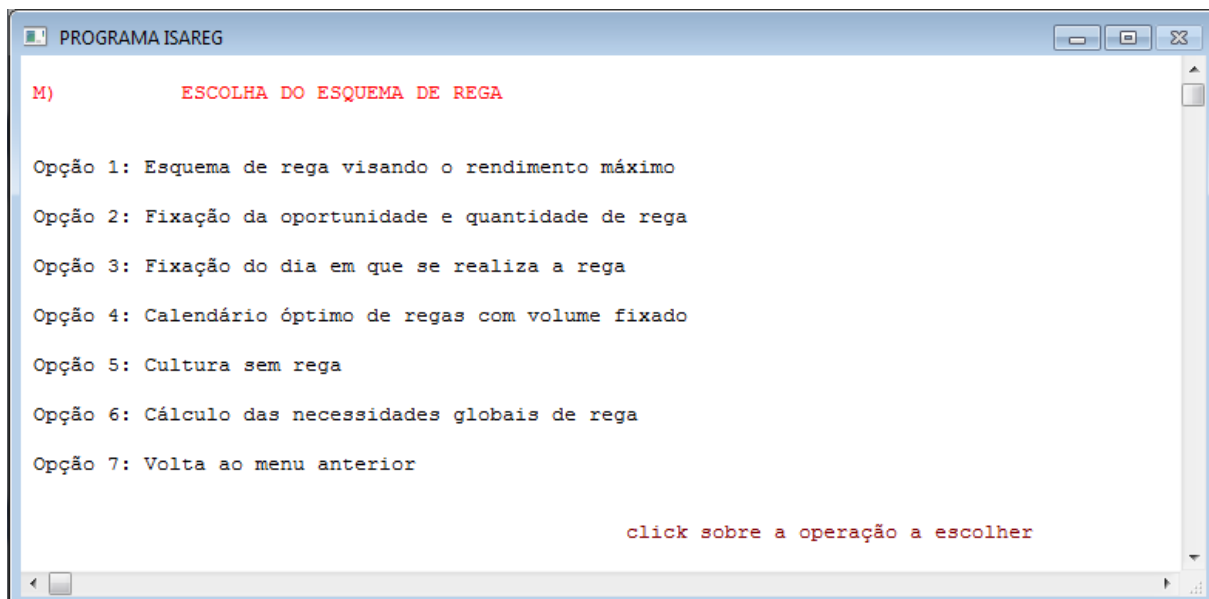 PROGRAMA ISAREG
M) ESCOLHA DO ESQUEMA DE REGA
Opção 1: Esquema de rega visando o rendimento máximo
Opção 2: Fixação da oportunidade e quantidade de rega
Opção 3: Fixação do dia em que se realiza a rega
Opção 4: Calendário óptimo de regas com volume fixado
Opção 5: Cultura sem rega
Opção 6: Cálculo das necessidades globais de rega
Opção 7: Volta ao menu anterior
click sobre a operação a escolher